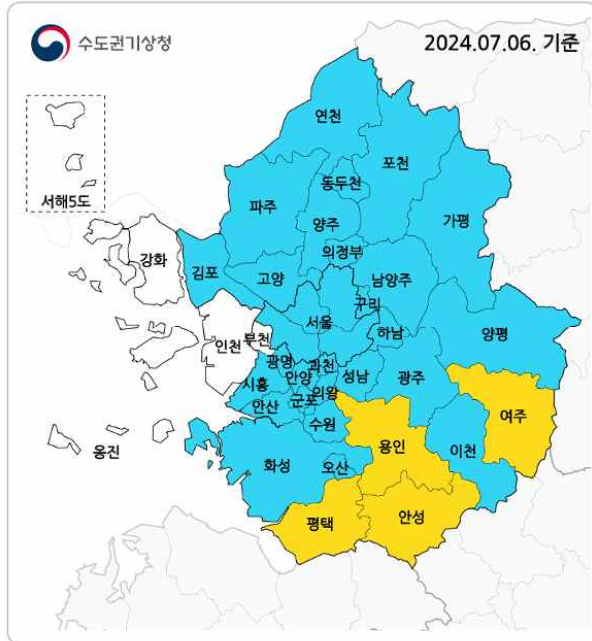 수도권기상청
2024.07.06. 기준
연천
포천
동두천
서해5도
파주
가평
양주
의정부
강화
김포
고양
남양주
구리
서울
인천
부천
하남
양평
광명
과천
안양
성남
광주
시흥
의왕
군포
안산
여주
수원
용인
이천
옹진
화성
오산
평택
안성